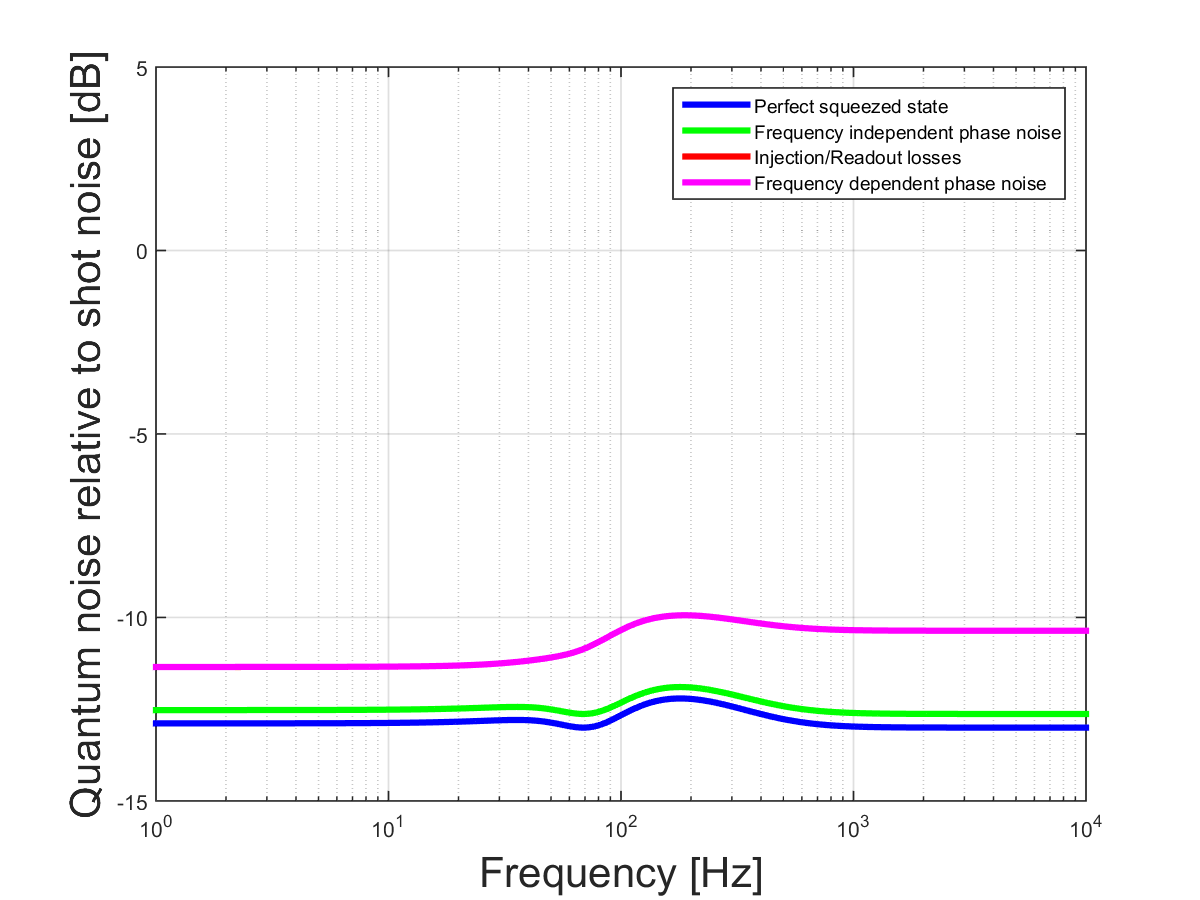 Quantum noise relative to shot noise [dB]
5
0
-5
-10
-15
Perfect squeezed state
Frequency independent phase noise
Injection/Readout losses
Frequency dependent phase noise
10^0
10^1
10^2
10^3
10^4
Frequency [Hz]